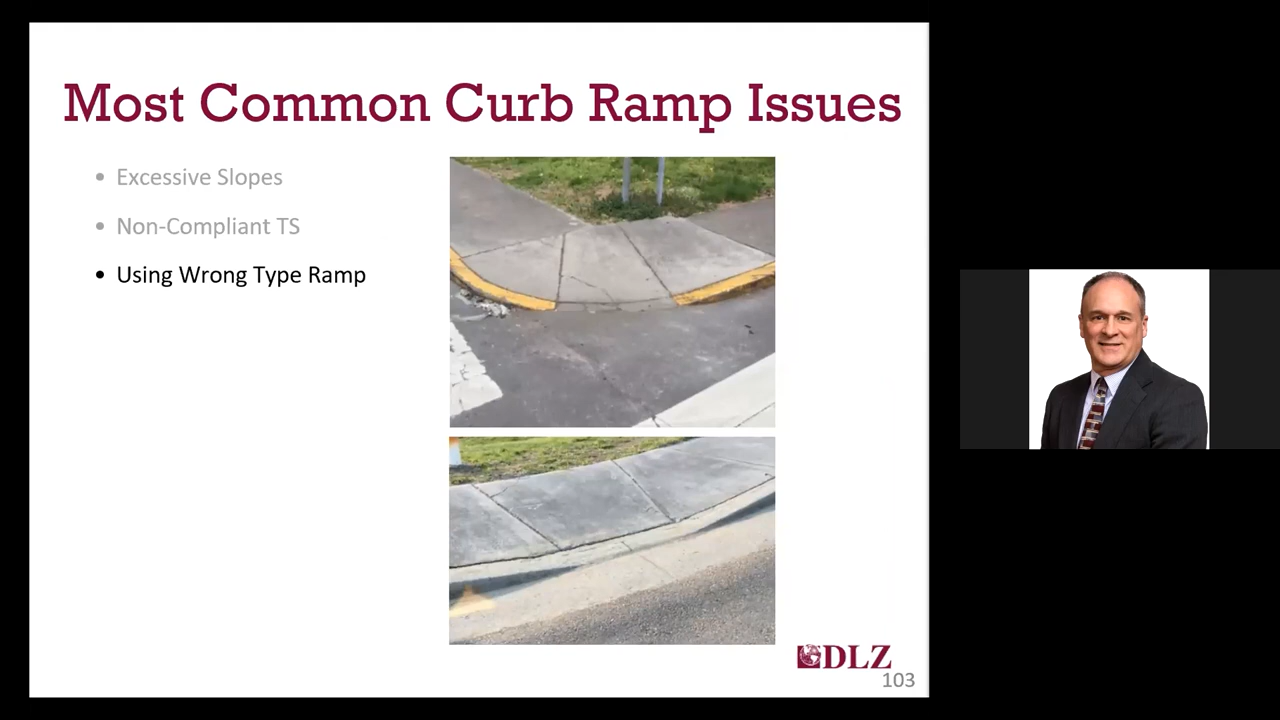 Most Common Curb Ramp Issues
• Excessive Slopes
• Non-Compliant TS
• Using Wrong Type Ramp
DLZ
103